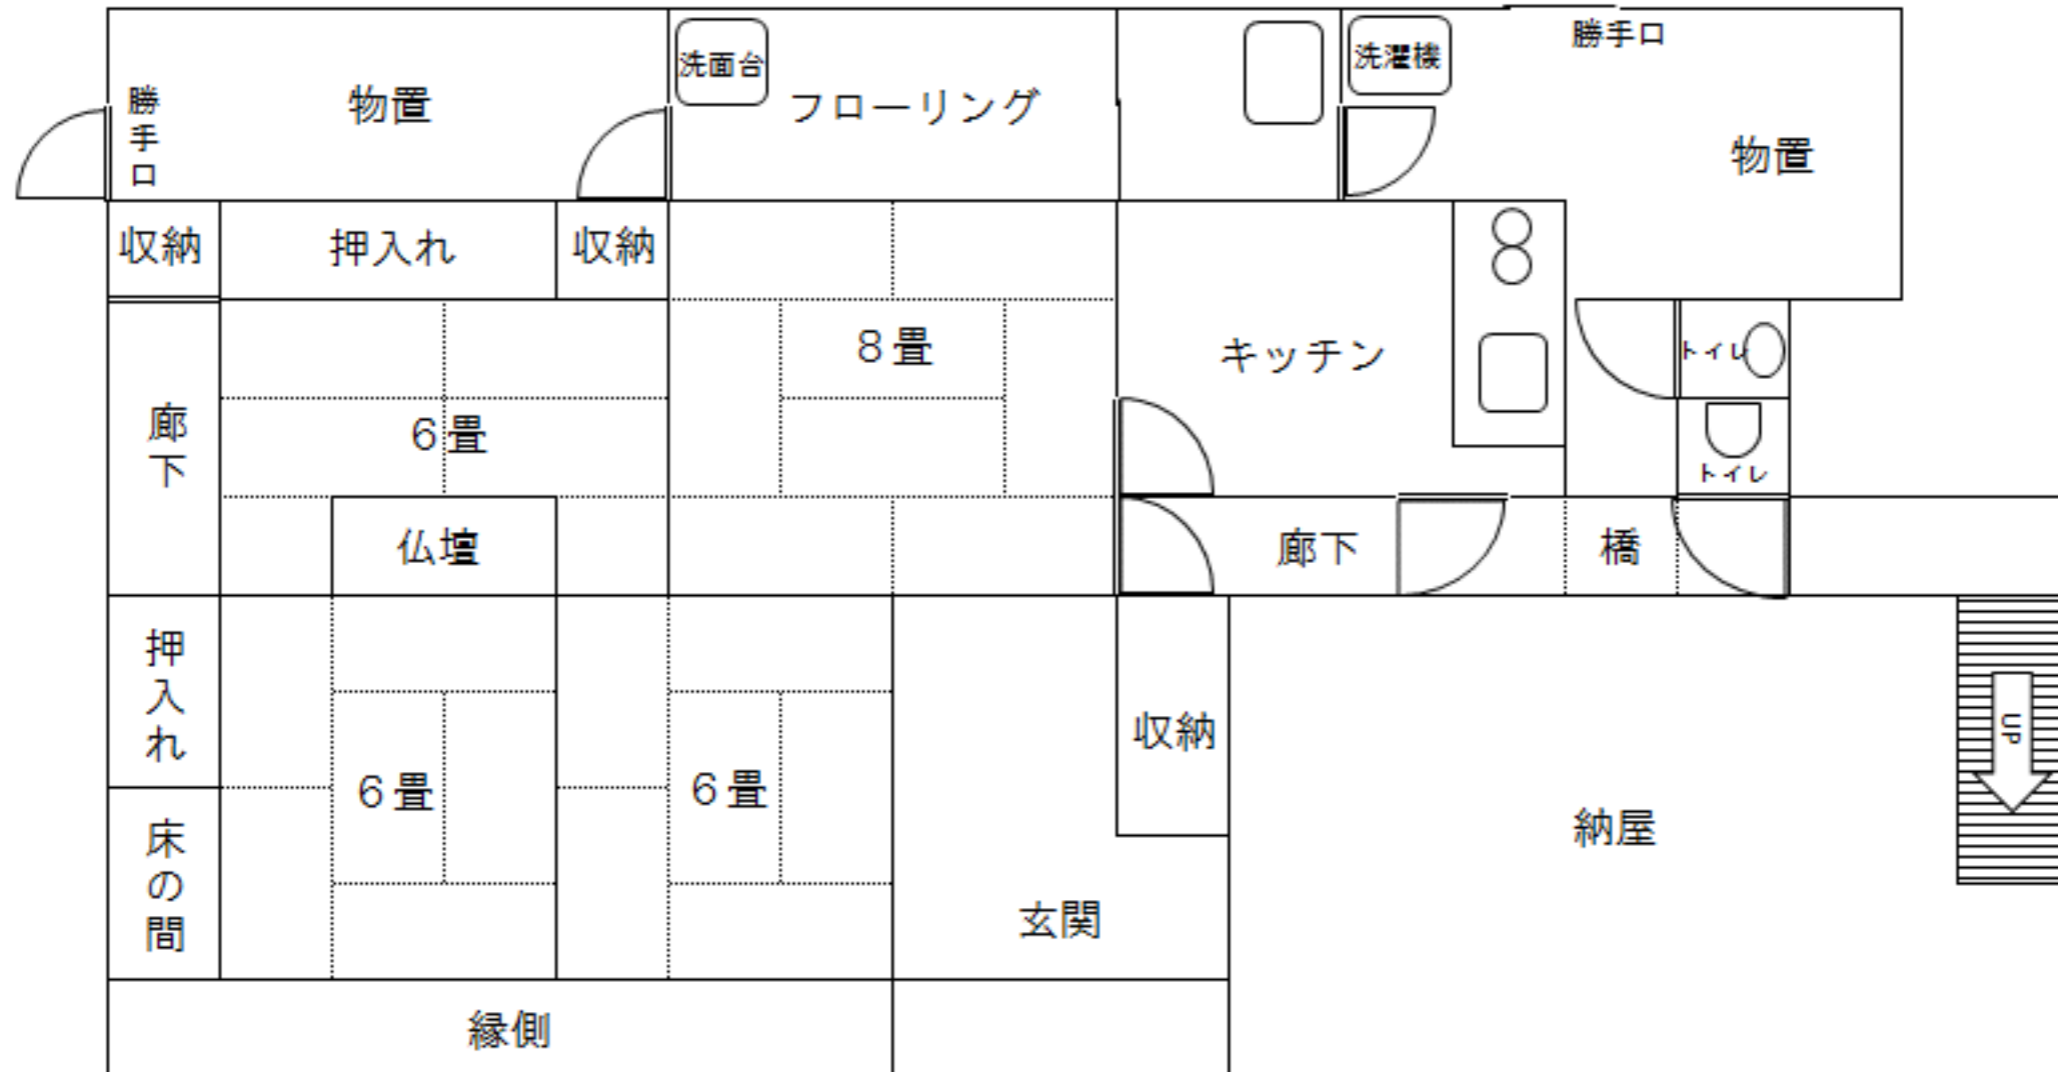 勝手口
物置
洗面台
フローリング
洗濯機
勝手口
物置
収納
押入れ
収納
8畳
キッチン
トイレ
トイレ
廊下
6畳
仏壇
廊下
橋
押入れ
床の間
6畳
6畳
収納
玄関
納屋
UP
縁側